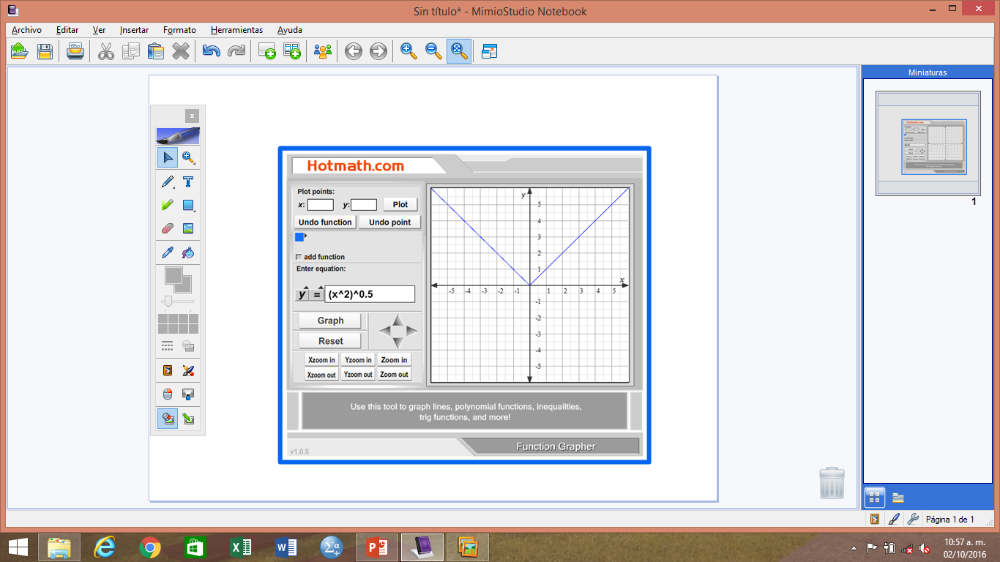 Sin título* - MimioStudio Notebook
Archivo Editar Ver Insertar Formato Herramientas Ayuda
Miniaturas
1
x
T
Hotmath.com
Plot points:
x: y: Plot
Undo function Undo point
add function
Enter equation:
y = (x^2)^0.5
Graph
Reset
Xzoom in Yzoom in Zoom in
Xzoom out Yzoom out Zoom out
y
5
4
3
2
1
x
-5 -4 -3 -2 -1 1 2 3 4 5
-1
-2
-3
-4
-5
Use this tool to graph lines, polynomial functions, inequalities,
trig functions, and more!
Function Grapher
v1.0.5
Página 1 de 1
10:57 a. m.
02/10/2016